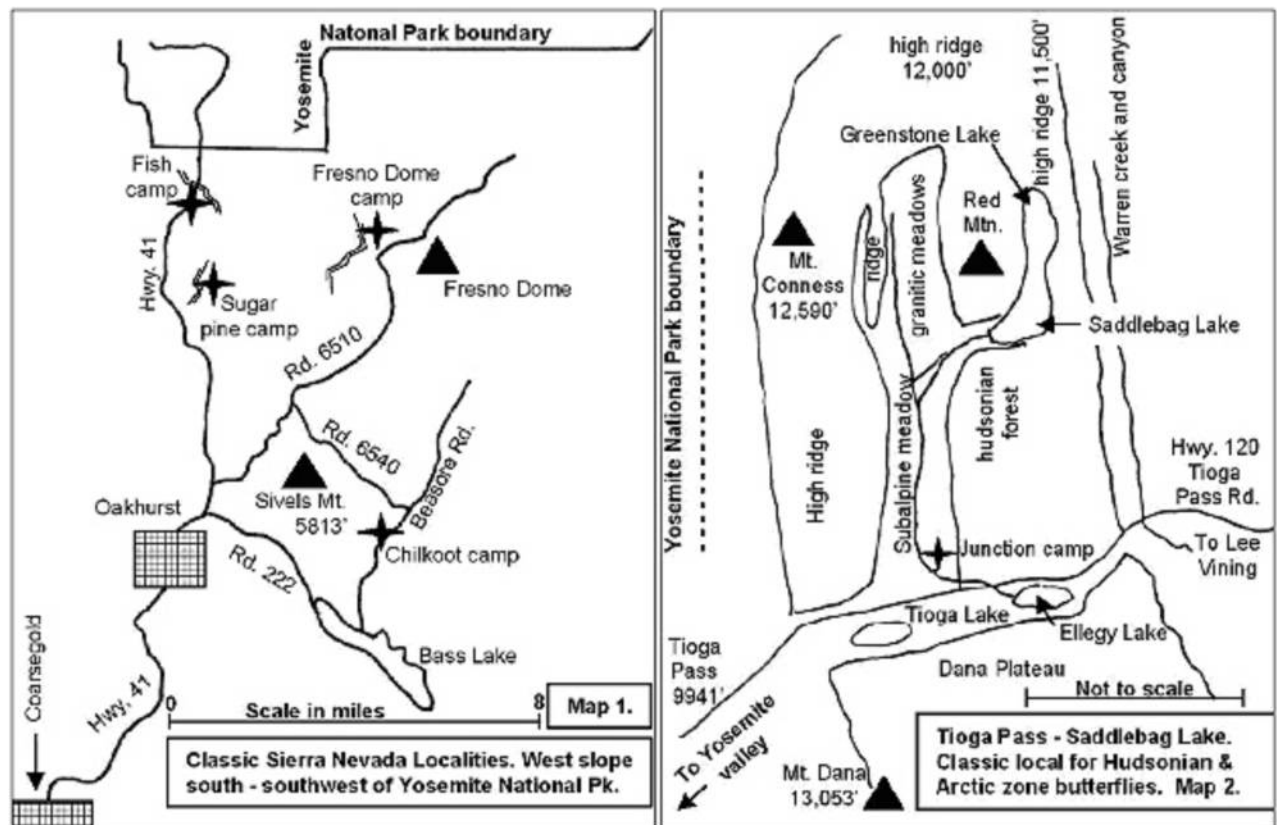 Natonal Park boundary
Yosemite
Fish
camp
Fresno Dome
camp
Hwy. 41
Sugar
pine camp
Fresno Dome
Rd. 6510
Rd. 6540
Beasore Rd.
Sivels Mt.
5813'
Oakhurst
Chilkoot camp
Rd. 222
Bass Lake
Coarsegold
Hwy. 41
0
8
Scale in miles
Map 1.
Classic Sierra Nevada Localities. West slope
south - southwest of Yosemite National Pk.
high ridge
12,000'
high ridge 11,500'
Warren creek and canyon
Greenstone Lake
Yosemite National Park boundary
Mt.
Conness
12,590'
ridge
granitic meadows
Red
Mtn.
Saddlebag Lake
High ridge
Subalpine meadow
hudsonian
forest
Hwy. 120
Tioga
Pass Rd.
Junction camp
To Lee
Vining
Tioga Lake
Ellegy Lake
Tioga
Pass
9941'
Dana Plateau
Not to scale
To Yosemite
valley
Mt. Dana
13,053'
Tioga Pass - Saddlebag Lake.
Classic local for Hudsonian &
Arctic zone butterflies. Map 2.